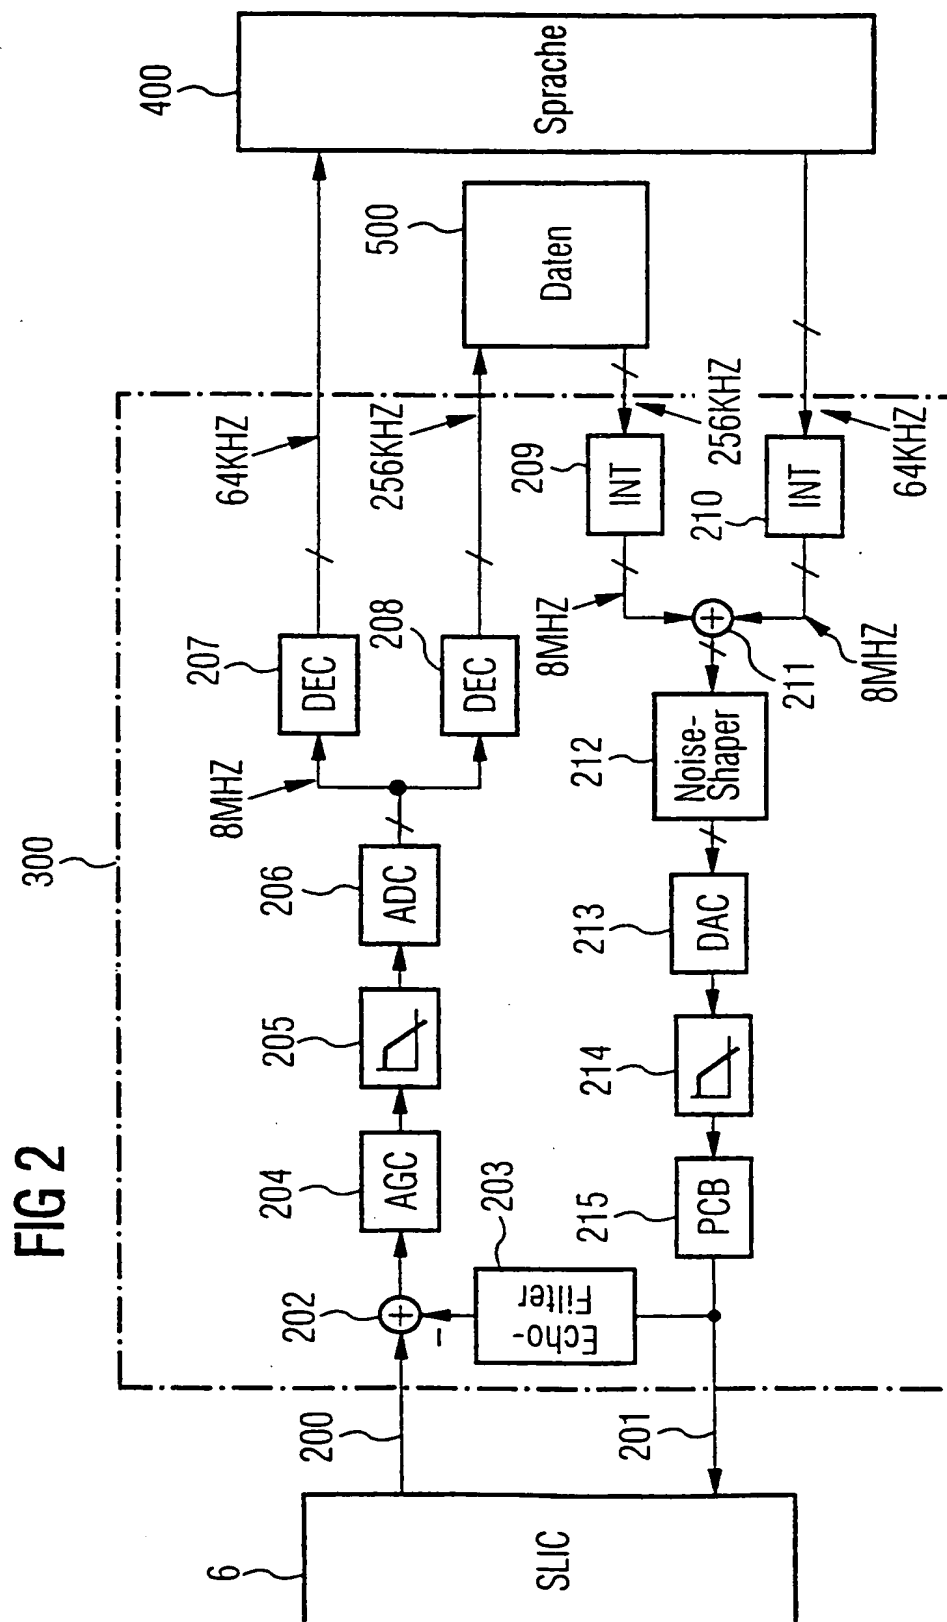 FIG 2
300
6
SLIC
200
201
202
Echo-
Filter
203
204
AGC
205
206
ADC
8MHZ
207
DEC
208
DEC
64KHZ
256KHZ
400
Sprache
500
Daten
209
INT
256KHZ
210
INT
64KHZ
8MHZ
8MHZ
211
212
Noise-
Shaper
213
DAC
214
215
PCB